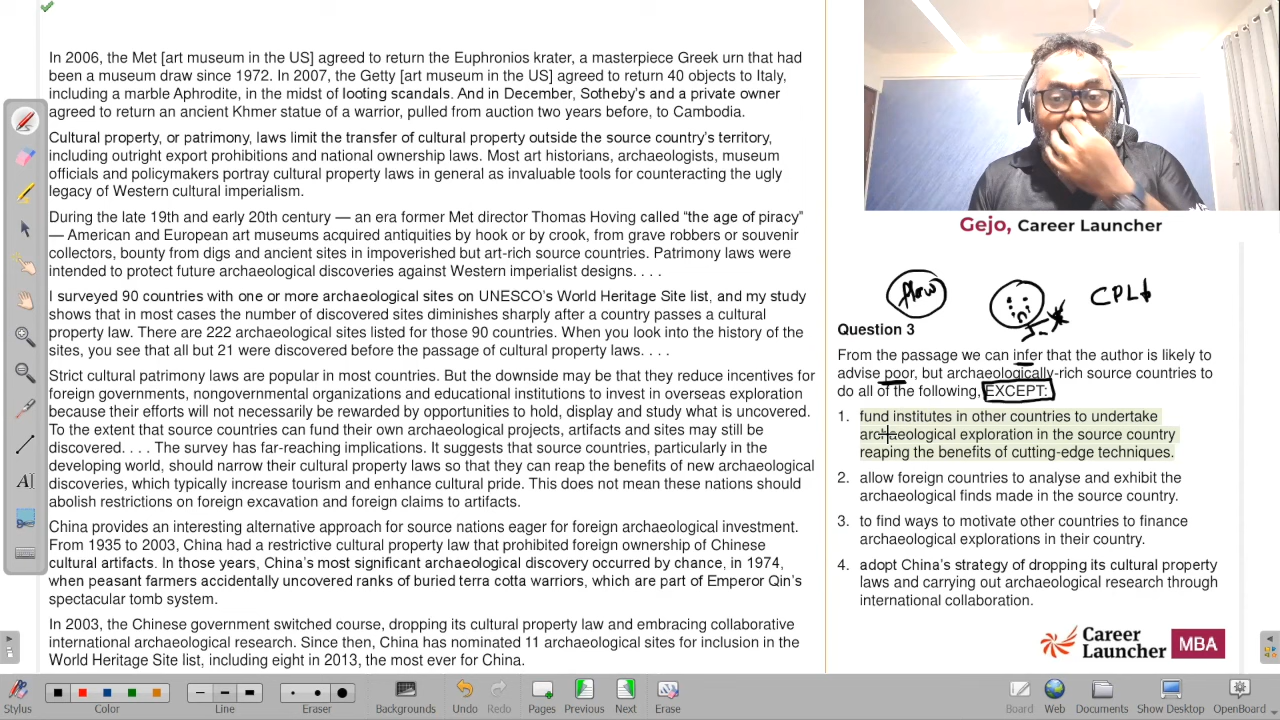 In 2006, the Met [art museum in the US] agreed to return the Euphronios krater, a masterpiece Greek urn that had
been a museum draw since 1972. In 2007, the Getty [art museum in the US] agreed to return 40 objects to Italy,
including a marble Aphrodite, in the midst of looting scandals. And in December, Sotheby's and a private owner
agreed to return an ancient Khmer statue of a warrior, pulled from auction two years before, to Cambodia.
Cultural property, or patrimony, laws limit the transfer of cultural property outside the source country's territory,
including outright export prohibitions and national ownership laws. Most art historians, archaeologists, museum
officials and policymakers portray cultural property laws in general as invaluable tools for counteracting the ugly
legacy of Western cultural imperialism.
During the late 19th and early 20th century — an era former Met director Thomas Hoving called "the age of piracy"
— American and European art museums acquired antiquities by hook or by crook, from grave robbers or souvenir
collectors, bounty from digs and ancient sites in impoverished but art-rich source countries. Patrimony laws were
intended to protect future archaeological discoveries against Western imperialist designs. . . .
I surveyed 90 countries with one or more archaeological sites on UNESCO's World Heritage Site list, and my study
shows that in most cases the number of discovered sites diminishes sharply after a country passes a cultural
property law. There are 222 archaeological sites listed for those 90 countries. When you look into the history of the
sites, you see that all but 21 were discovered before the passage of cultural property laws. . . .
Strict cultural patrimony laws are popular in most countries. But the downside may be that they reduce incentives for
foreign governments, nongovernmental organizations and educational institutions to invest in overseas exploration
because their efforts will not necessarily be rewarded by opportunities to hold, display and study what is uncovered.
To the extent that source countries can fund their own archaeological projects, artifacts and sites may still be
discovered. . . . The survey has far-reaching implications. It suggests that source countries, particularly in the
developing world, should narrow their cultural property laws so that they can reap the benefits of new archaeological
discoveries, which typically increase tourism and enhance cultural pride. This does not mean these nations should
abolish restrictions on foreign excavation and foreign claims to artifacts.
China provides an interesting alternative approach for source nations eager for foreign archaeological investment.
From 1935 to 2003, China had a restrictive cultural property law that prohibited foreign ownership of Chinese
cultural artifacts. In those years, China's most significant archaeological discovery occurred by chance, in 1974,
when peasant farmers accidentally uncovered ranks of buried terra cotta warriors, which are part of Emperor Qin's
spectacular tomb system.
In 2003, the Chinese government switched course, dropping its cultural property law and embracing collaborative
international archaeological research. Since then, China has nominated 11 archaeological sites for inclusion in the
World Heritage Site list, including eight in 2013, the most ever for China.
Gejo, Career Launcher
CPL
Question 3
From the passage we can infer that the author is likely to
advise poor, but archaeologically-rich source countries to
do all of the following, EXCEPT:
1. fund institutes in other countries to undertake
archaeological exploration in the source country
reaping the benefits of cutting-edge techniques.
2. allow foreign countries to analyse and exhibit the
archaeological finds made in the source country.
3. to find ways to motivate other countries to finance
archaeological explorations in their country.
4. adopt China's strategy of dropping its cultural property
laws and carrying out archaeological research through
international collaboration.
Career
Launcher MBA
Stylus Color Line Eraser Backgrounds Undo Redo Pages Previous Next Erase Board Web Documents Show Desktop OpenBoard